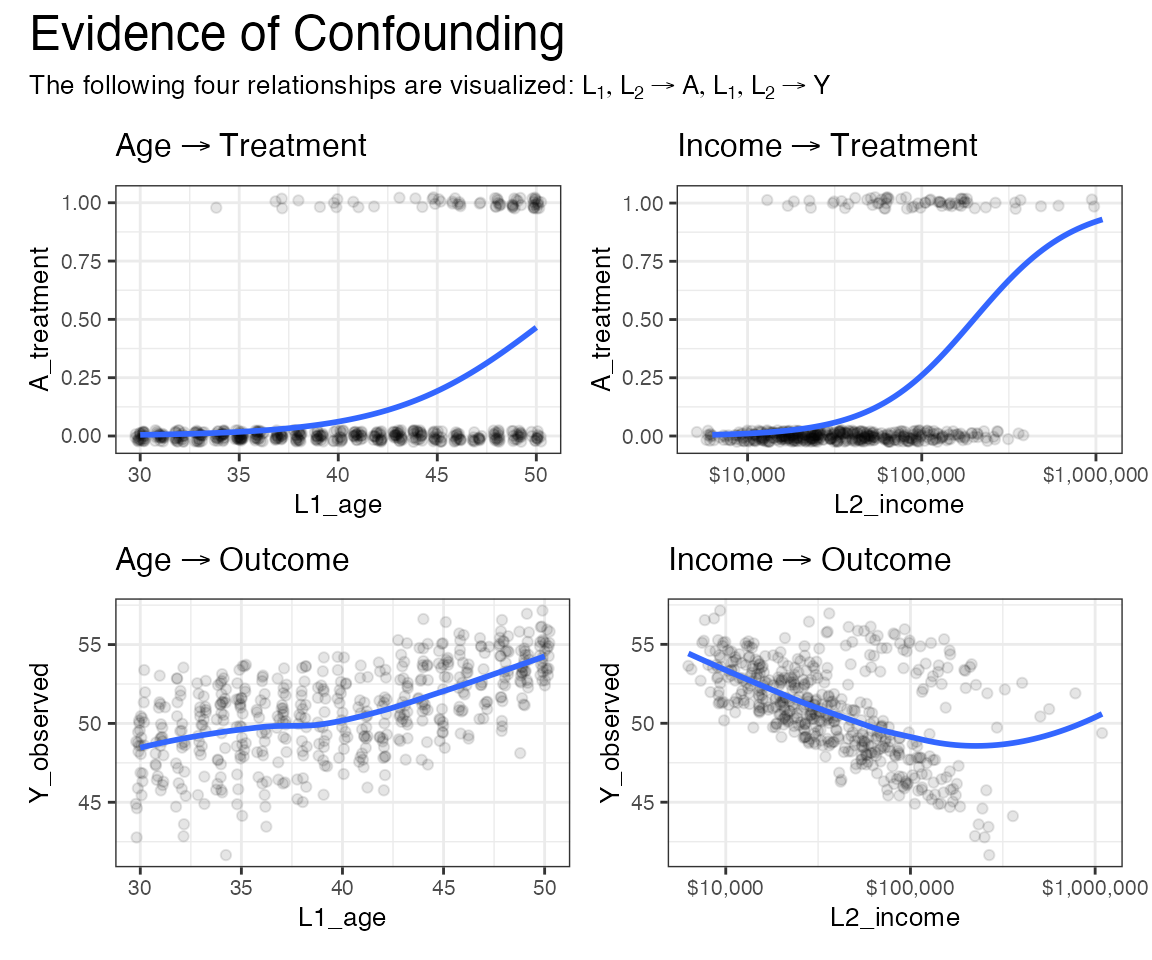 Evidence of Confounding
The following four relationships are visualized: L₁, L₂ → A, L₁, L₂ → Y
Age → Treatment
A_treatment
1.00
0.75
0.50
0.25
0.00
30 35 40 45 50
L1_age
Income → Treatment
A_treatment
1.00
0.75
0.50
0.25
0.00
$10,000 $100,000 $1,000,000
L2_income
Age → Outcome
Y_observed
55
50
45
30 35 40 45 50
L1_age
Income → Outcome
Y_observed
55
50
45
$10,000 $100,000 $1,000,000
L2_income